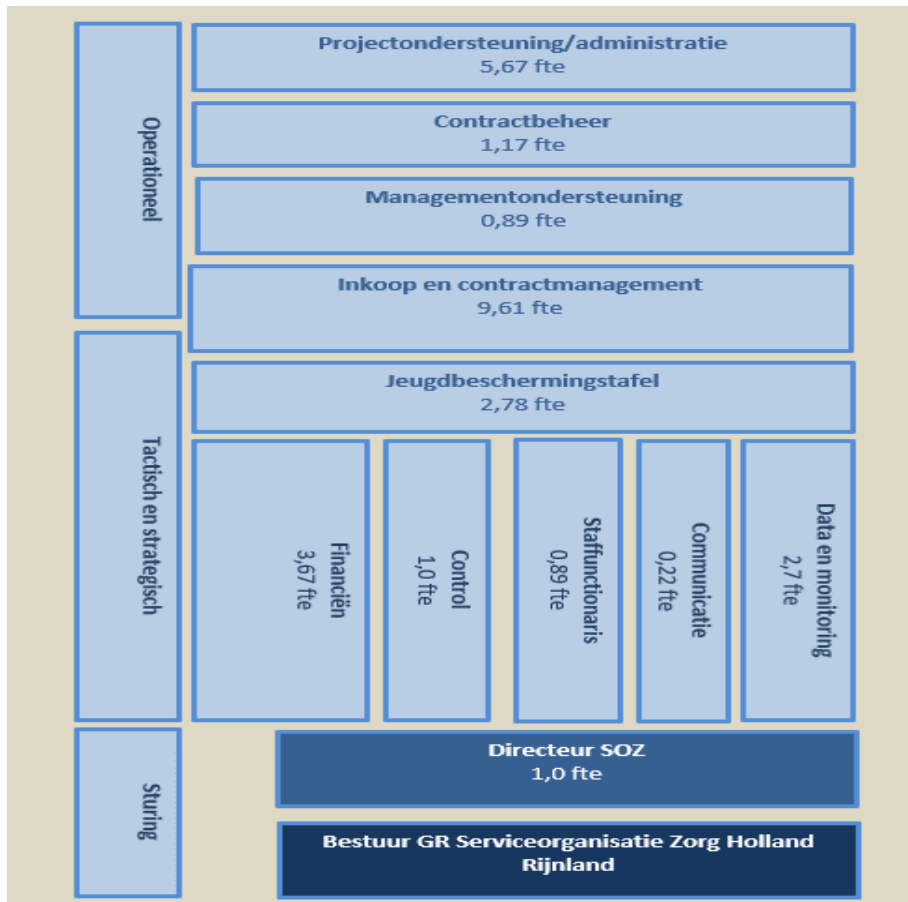 Operationeel
Projectondersteuning/administratie
5,67 fte
Contractbeheer
1,17 fte
Managementondersteuning
0,89 fte
Inkoop en contractmanagement
9,61 fte
Tactisch en strategisch
Jeugdbeschermingstafel
2,78 fte
Financiën
3,67 fte
Control
1,0 fte
Staffunctionaris
0,89 fte
Communicatie
0,22 fte
Data en monitoring
2,7 fte
Sturing
Directeur SOZ
1,0 fte
Bestuur GR Serviceorganisatie Zorg Holland
Rijnland